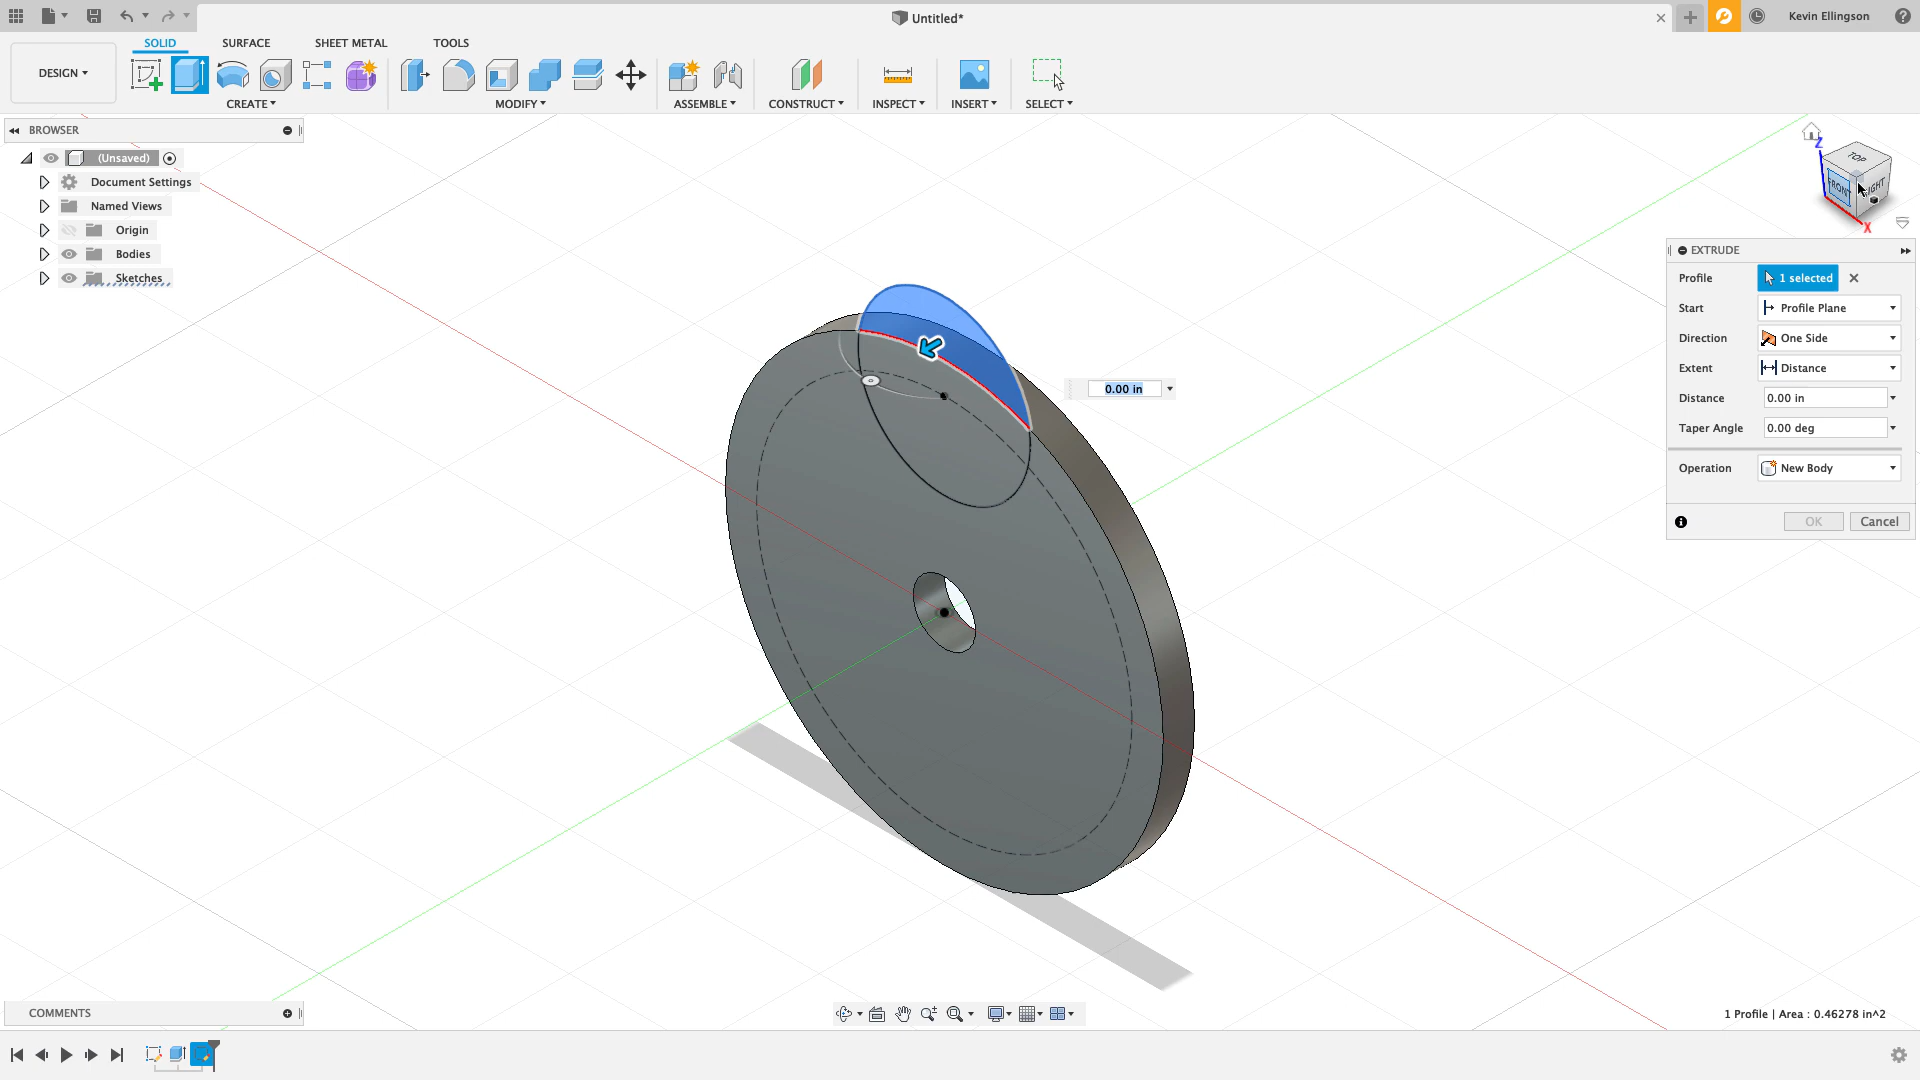 Untitled*
Kevin Ellingson
SOLID SURFACE SHEET METAL TOOLS
DESIGN
CREATE MODIFY ASSEMBLE CONSTRUCT INSPECT INSERT SELECT
BROWSER
(Unsaved)
Document Settings
Named Views
Origin
Bodies
Sketches
Z
TOP
FRONT
X
0.00 in
EXTRUDE
Profile 1 selected
Start Profile Plane
Direction One Side
Extent Distance
Distance 0.00 in
Taper Angle 0.00 deg
Operation New Body
OK Cancel
COMMENTS
1 Profile | Area : 0.46278 in^2